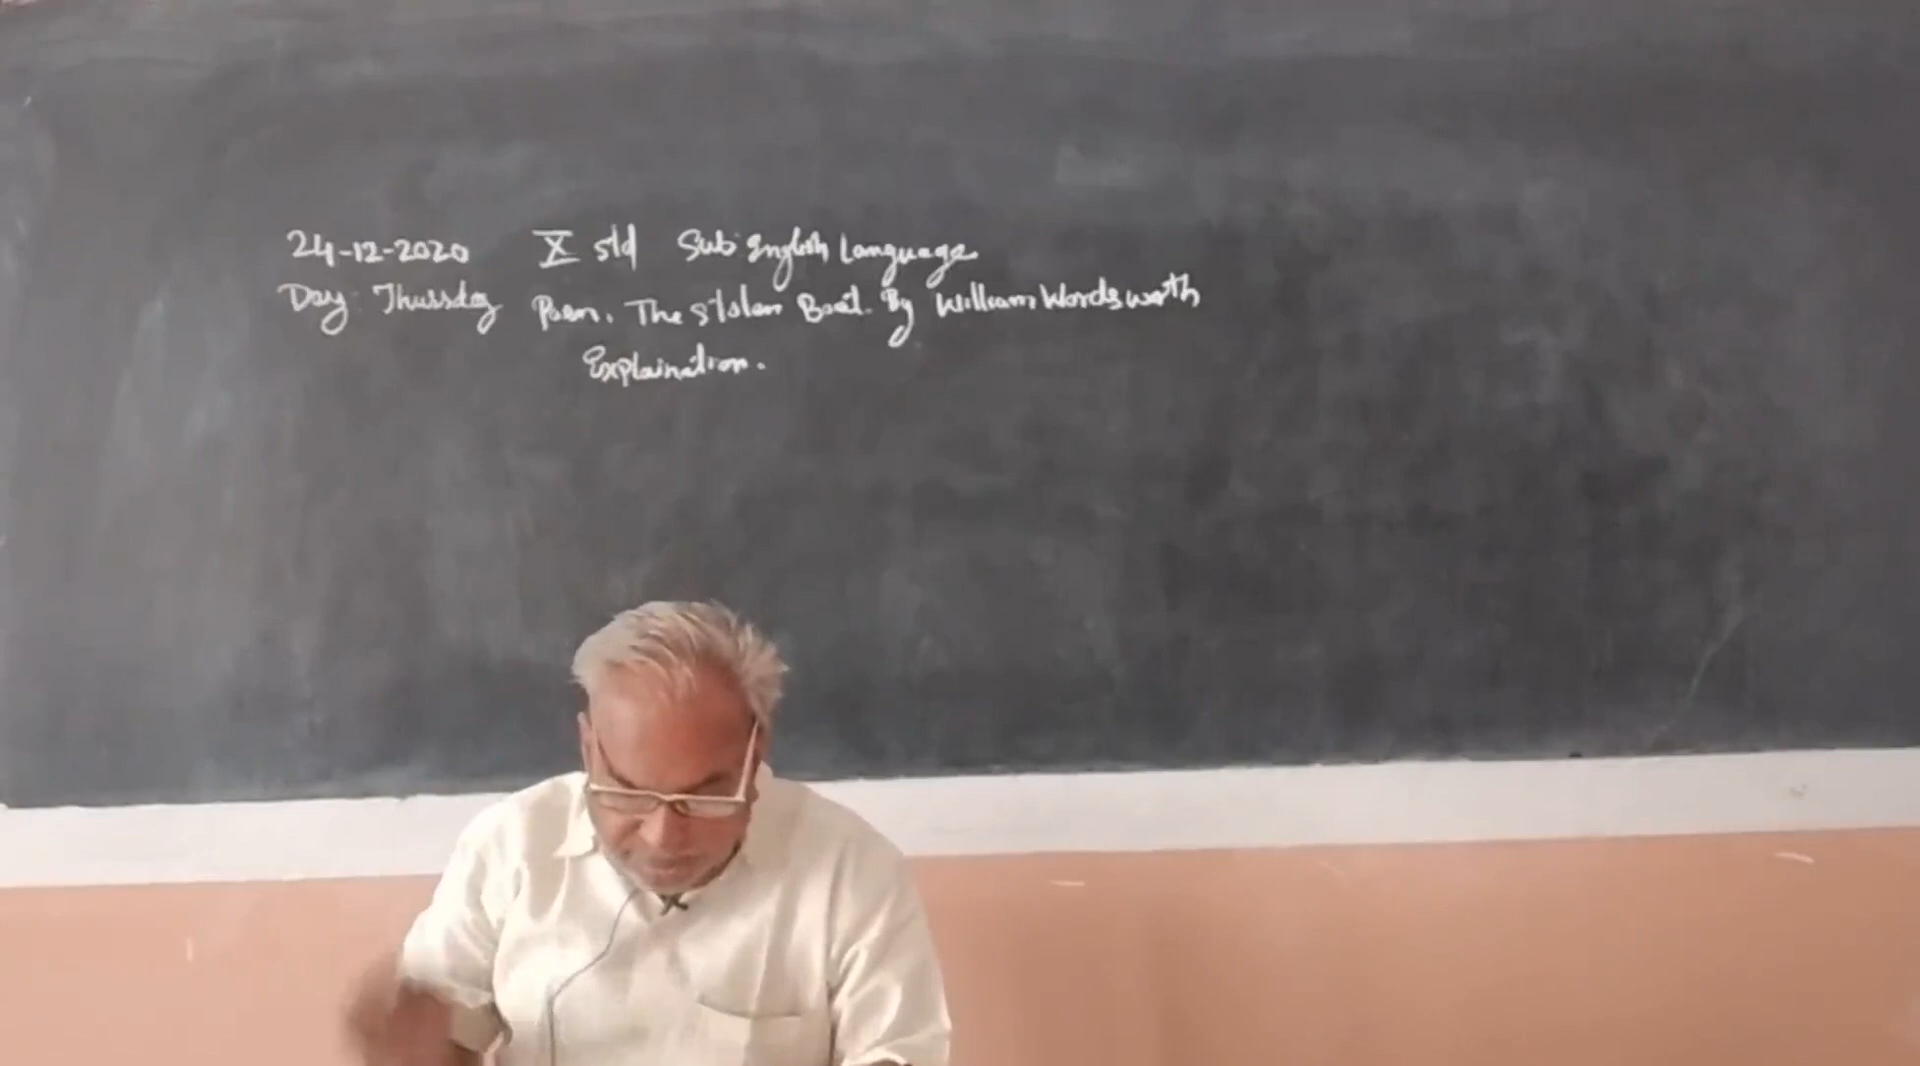 24-12-2020 X std Sub English Language
Day: Thursday Poem. The Stolen Boat. By William Wordsworth
Explaination.